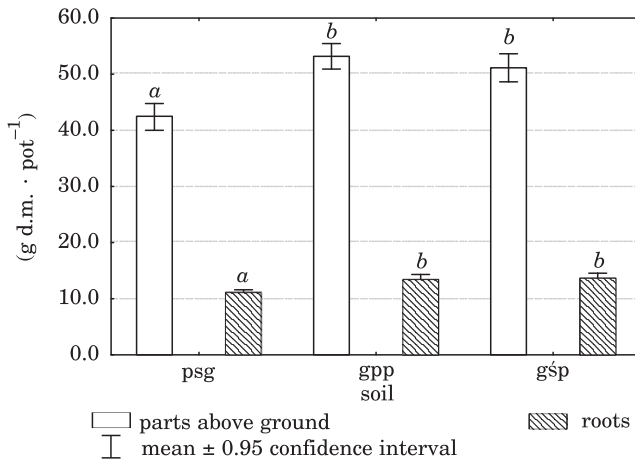 60.0
50.0
40.0
30.0
20.0
10.0
0.0
(g d.m. · pot⁻¹)
a
a
b
b
b
b
psg
gpp
gśp
soil
parts above ground
roots
mean ± 0.95 confidence interval